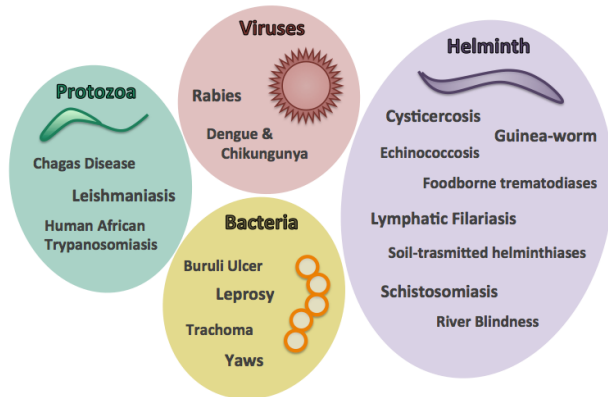 Viruses
Rabies
Dengue &
Chikungunya
Protozoa
Chagas Disease
Leishmaniasis
Human African
Trypanosomiasis
Bacteria
Buruli Ulcer
Leprosy
Trachoma
Yaws
Helminth
Cysticercosis
Guinea-worm
Echinococcosis
Foodborne trematodiases
Lymphatic Filariasis
Soil-trasmitted helminthiases
Schistosomiasis
River Blindness